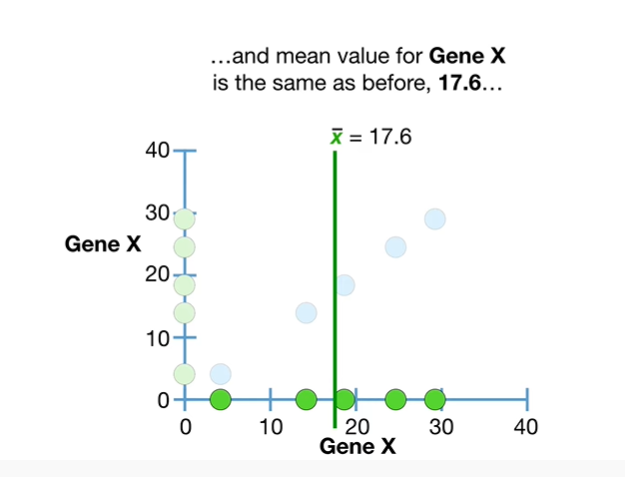 ...and mean value for Gene X
is the same as before, 17.6...
x̄ = 17.6
40
30
Gene X
20
10
0
0 10 20 30 40
Gene X